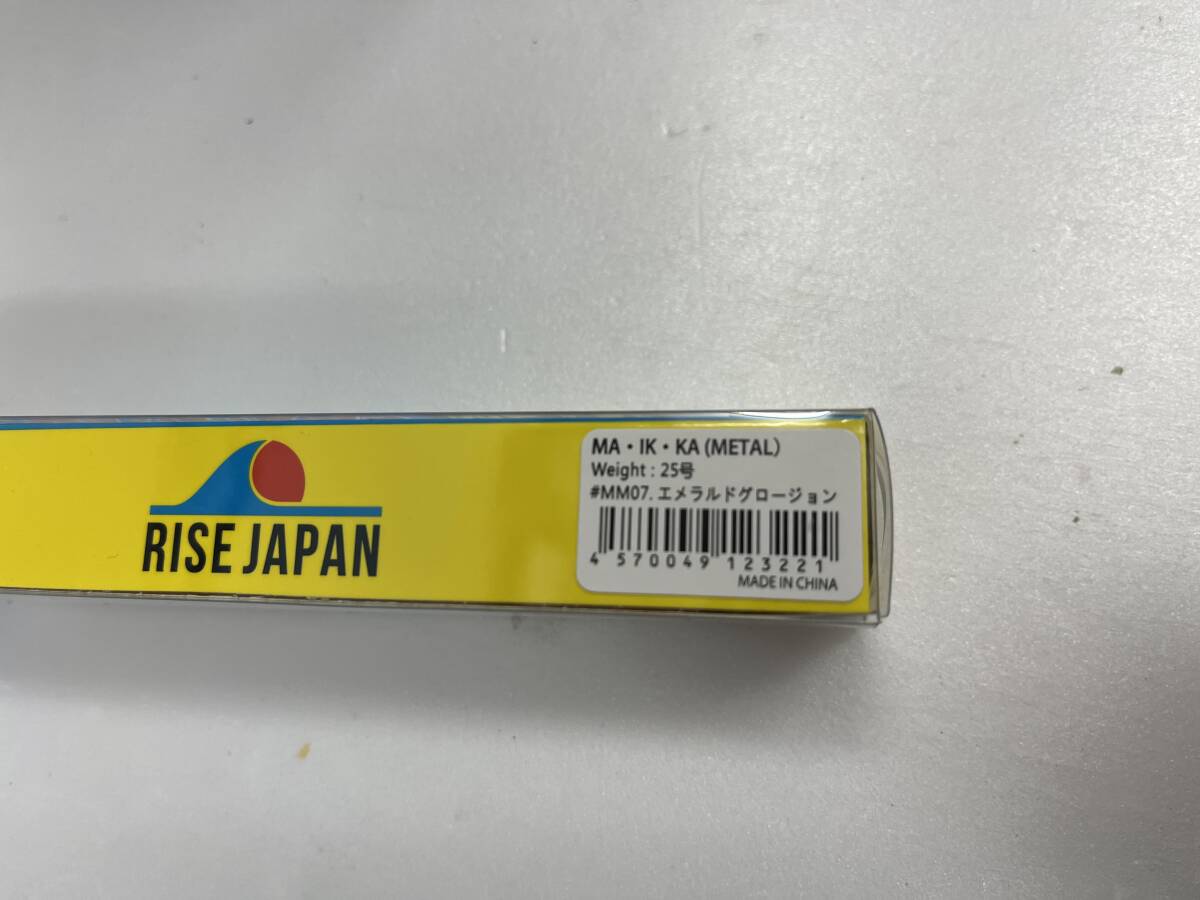 RISE JAPAN
MA・IK・KA (METAL)
Weight : 25号
#MM07. エメラルドグロージョン
4 570049 123221
MADE IN CHINA